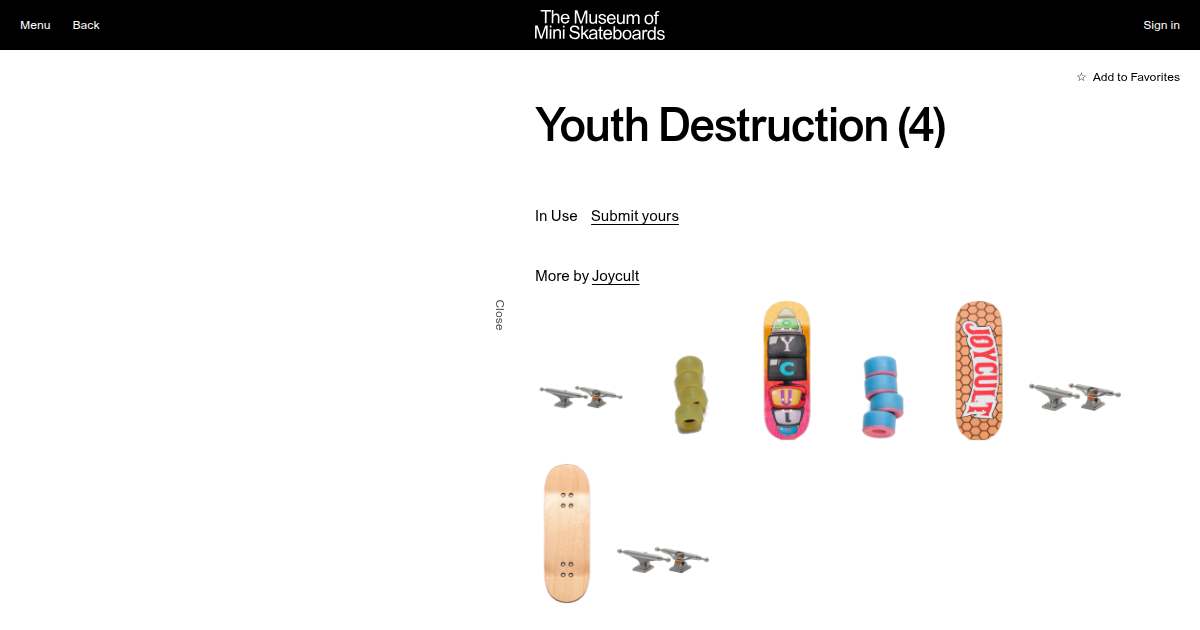 Menu
Back
The Museum of
Mini Skateboards
Sign in
☆ Add to Favorites
Youth Destruction (4)
In Use
Submit yours
More by Joycult
Close
Y
C
U
L
JOYCULT